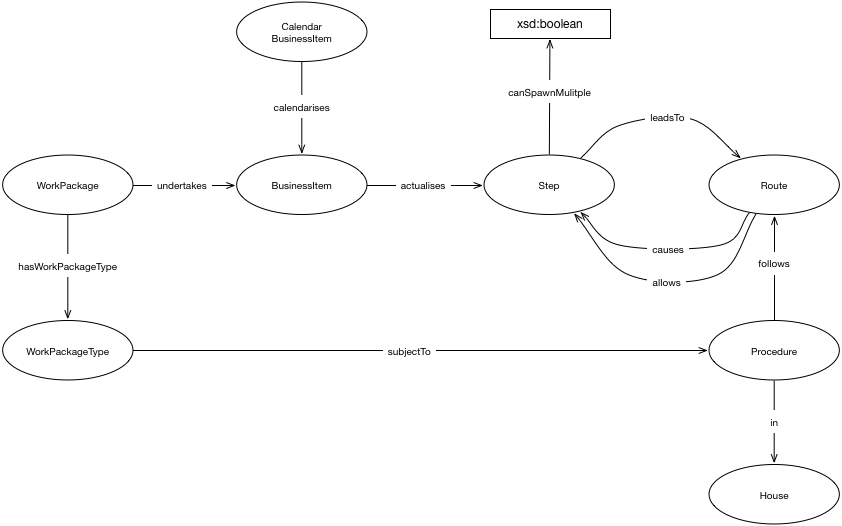 Calendar
BusinessItem
xsd:boolean
calendarises
canSpawnMulitple
leadsTo
WorkPackage
undertakes
BusinessItem
actualises
Step
Route
causes
allows
follows
hasWorkPackageType
WorkPackageType
subjectTo
Procedure
in
House